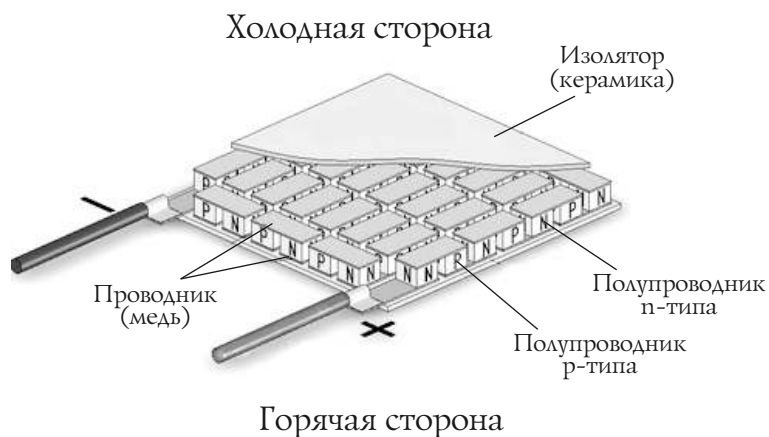 Холодная сторона
Изолятор
(керамика)
P
P N P N P N N
N N P N P N P N
+
Проводник
(медь)
Полупроводник
n-типа
Полупроводник
p-типа
Горячая сторона